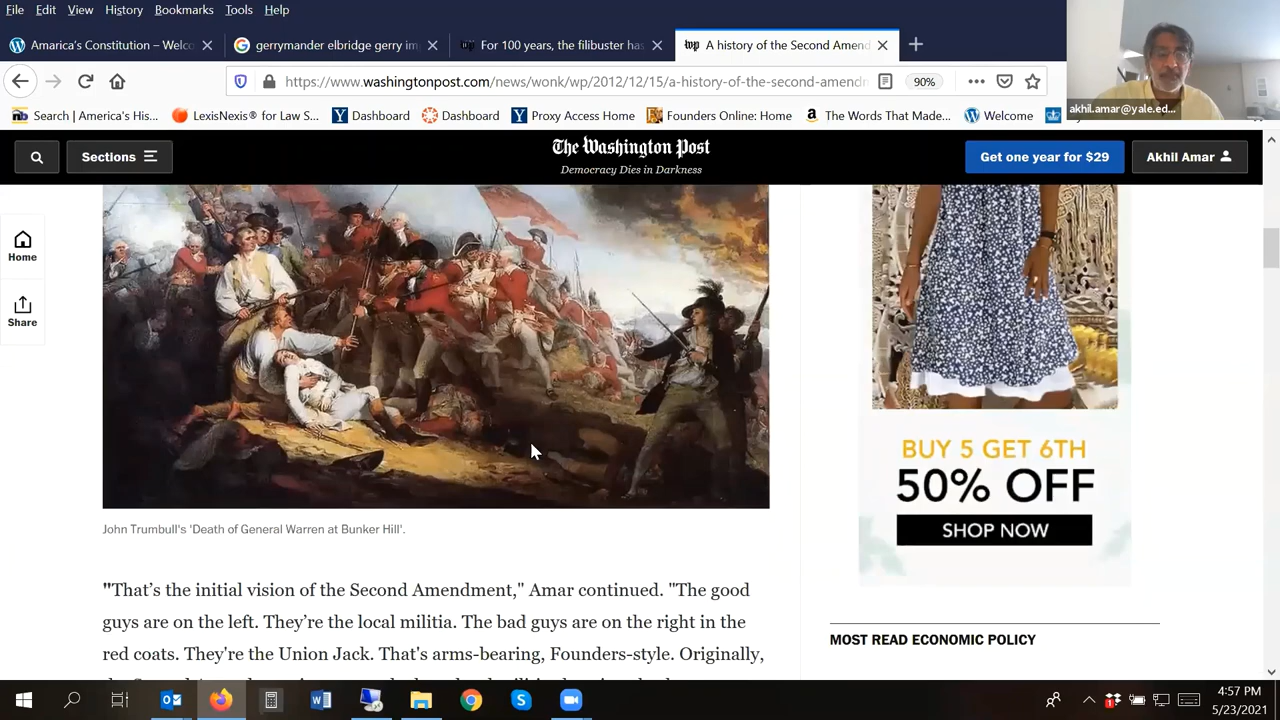 File Edit View History Bookmarks Tools Help
Amarica's Constitution – Welco
gerrymander elbridge gerry im
For 100 years, the filibuster has
A history of the Second Amend
https://www.washingtonpost.com/news/wonk/wp/2012/12/15/a-history-of-the-second-amendm
90%
Search | America's His...
LexisNexis® for Law S...
Dashboard
Dashboard
Proxy Access Home
Founders Online: Home
The Words That Made...
Welcome
akhil.amar@yale.ed...
Sections
The Washington Post
Democracy Dies in Darkness
Get one year for $29
Akhil Amar
Home
Share
BUY 5 GET 6TH
50% OFF
SHOP NOW
John Trumbull's 'Death of General Warren at Bunker Hill'.
"That's the initial vision of the Second Amendment," Amar continued. "The good
guys are on the left. They're the local militia. The bad guys are on the right in the
red coats. They're the Union Jack. That's arms-bearing, Founders-style. Originally,
MOST READ ECONOMIC POLICY
4:57 PM
5/23/2021